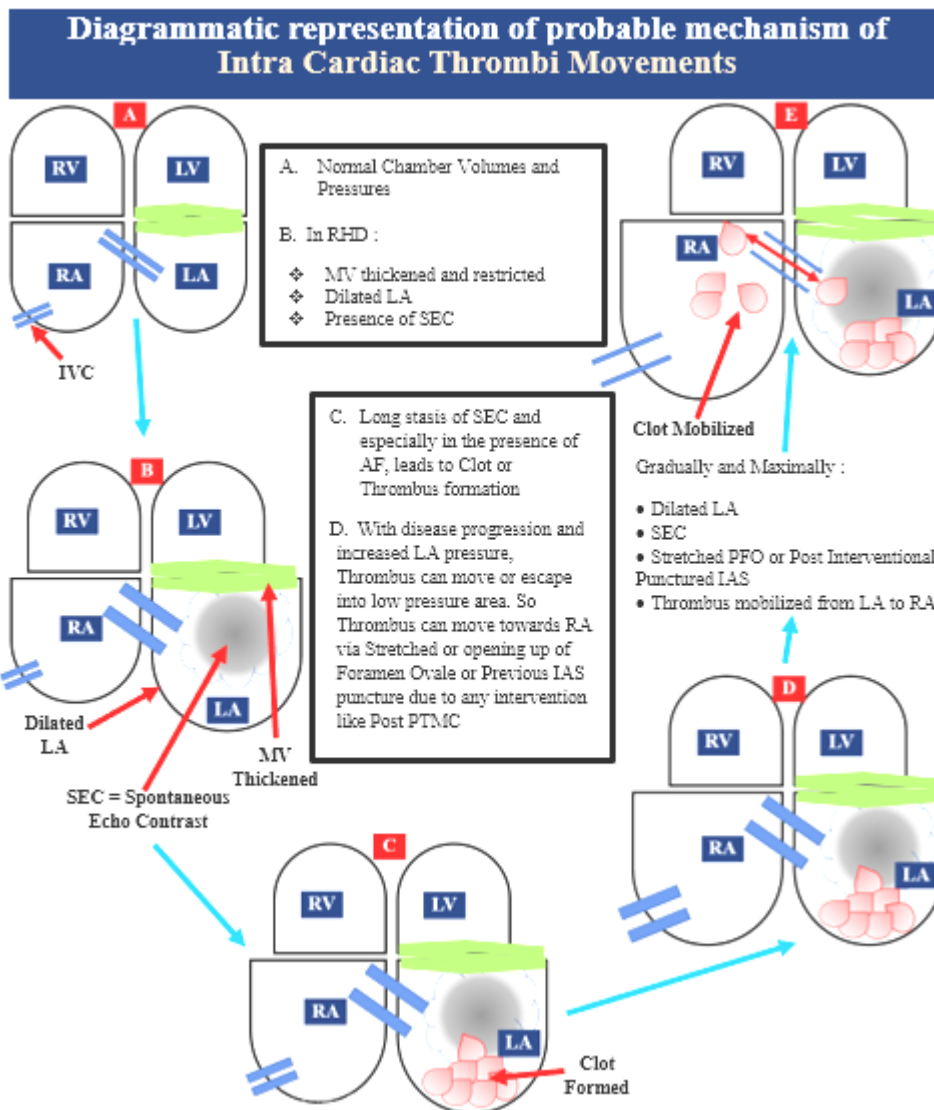 Diagrammatic representation of probable mechanism of
Intra Cardiac Thrombi Movements
A
RV
LV
RA
LA
IVC
A. Normal Chamber Volumes and
Pressures
B. In RHD :
❖ MV thickened and restricted
❖ Dilated LA
❖ Presence of SEC
E
RV
LV
RA
LA
Clot Mobilized
Gradually and Maximally :
• Dilated LA
• SEC
• Stretched PFO or Post Interventional
Punctured IAS
• Thrombus mobilized from LA to RA
C. Long stasis of SEC and
especially in the presence of
AF, leads to Clot or
Thrombus formation
D. With disease progression and
increased LA pressure,
Thrombus can move or escape
into low pressure area. So
Thrombus can move towards RA
via Stretched or opening up of
Foramen Ovale or Previous IAS
puncture due to any intervention
like Post PTMC
B
RV
LV
RA
LA
Dilated
LA
MV
Thickened
SEC = Spontaneous
Echo Contrast
D
RV
LV
RA
LA
C
RV
LV
RA
LA
Clot
Formed